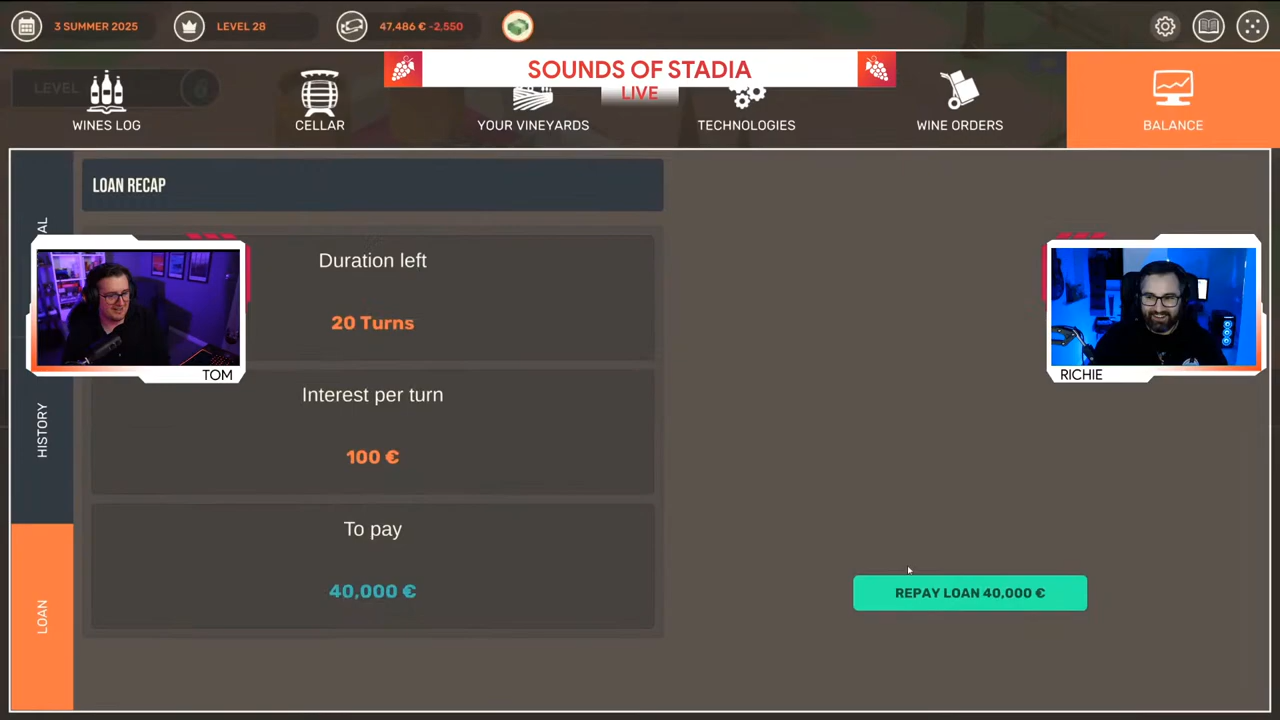 3 SUMMER 2025
LEVEL 28
47,486 € -2,550
SOUNDS OF STADIA
LIVE
LEVEL
WINES LOG
CELLAR
YOUR VINEYARDS
TECHNOLOGIES
WINE ORDERS
BALANCE
LOAN RECAP
Duration left
20 Turns
Interest per turn
100 €
To pay
40,000 €
TOM
RICHIE
HISTORY
LOAN
REPAY LOAN 40,000 €